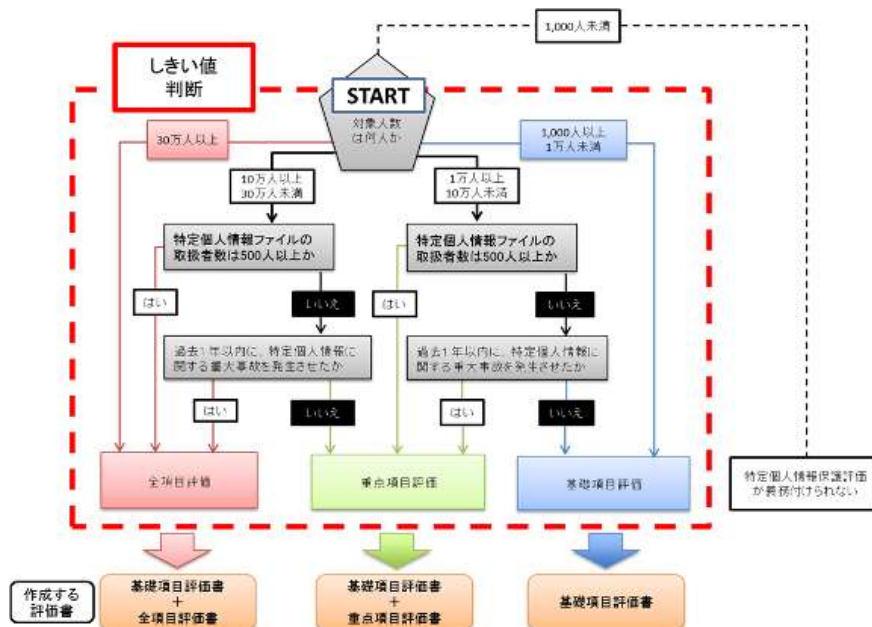 1,000人未満
しきい値
判断
START
対象人数
は何人か
30万人以上
1,000人以上
1万人未満
10万人以上
30万人未満
1万人以上
10万人未満
特定個人情報ファイルの
取扱者数は500人以上か
特定個人情報ファイルの
取扱者数は500人以上か
はい
いいえ
はい
いいえ
過去1年以内に、特定個人情報に
関する重大事故を発生させたか
過去1年以内に、特定個人情報に
関する重大事故を発生させたか
はい
いいえ
はい
いいえ
全項目評価
重点項目評価
基礎項目評価
特定個人情報保護評価
が義務付けられない
作成する
評価書
基礎項目評価書
+
全項目評価書
基礎項目評価書
+
重点項目評価書
基礎項目評価書